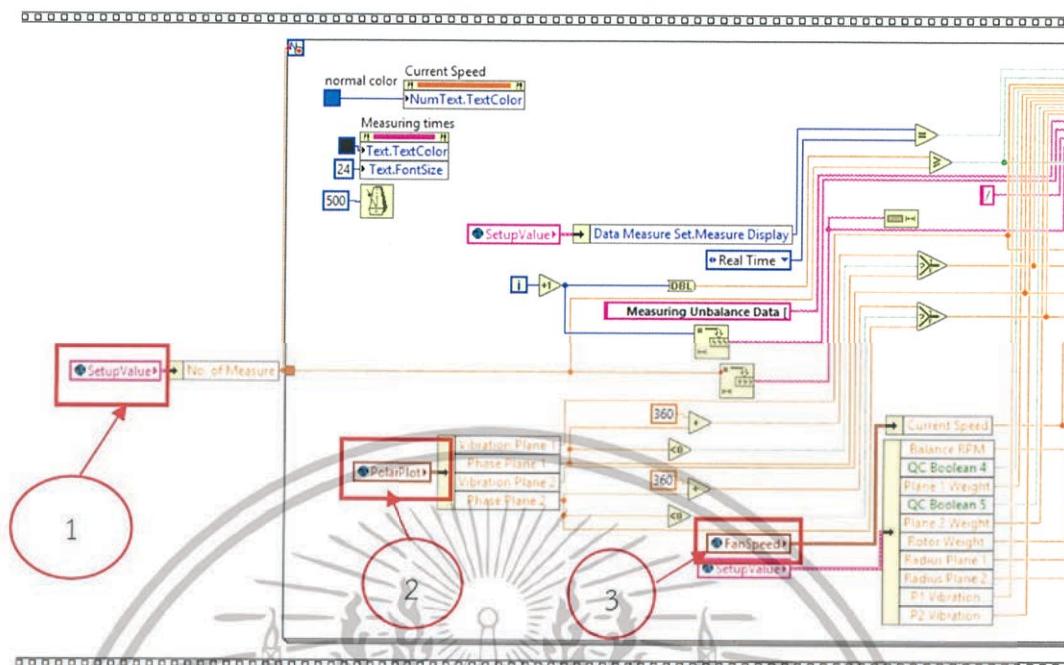 N
Current Speed
normal color
NumText.TextColor
Measuring times
Text.TextColor
24
Text.FontSize
500
SetupValue
Data Measure Set.Measure Display
Real Time
i
+1
DBL
Measuring Unbalance Data [
/
SetupValue
No. of Measure
360
+
<0
360
+
<0
PolarPlot
Vibration Plane 1
Phase Plane 1
Vibration Plane 2
Phase Plane 2
FanSpeed
SetupValue
Current Speed
Balance RPM
QC Boolean 4
Plane 1 Weight
QC Boolean 5
Plane 2 Weight
Rotor Weight
Radius Plane 1
Radius Plane 2
P1 Vibration
P2 Vibration
1
2
3